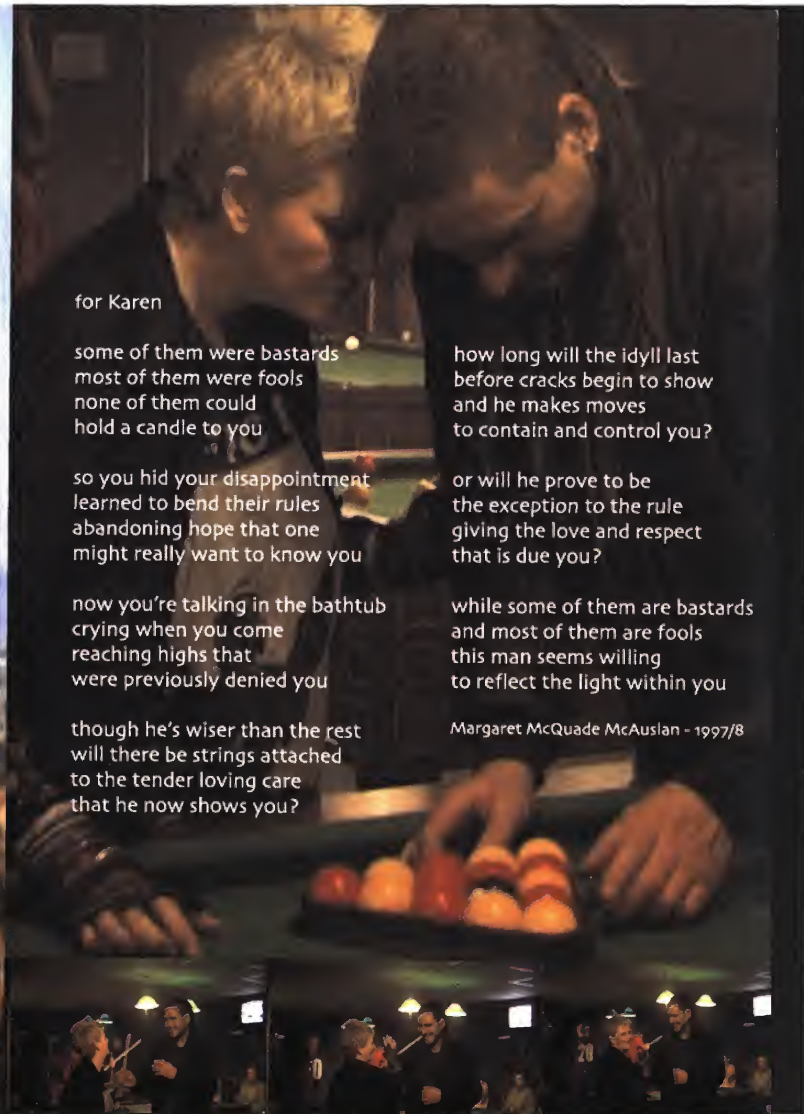 for Karen
some of them were bastards
most of them were fools
none of them could
hold a candle to you
so you hid your disappointment
learned to bend their rules
abandoning hope that one
might really want to know you
now you're talking in the bathtub
crying when you come
reaching highs that
were previously denied you
though he's wiser than the rest
will there be strings attached
to the tender loving care
that he now shows you?
how long will the idyll last
before cracks begin to show
and he makes moves
to contain and control you?
or will he prove to be
the exception to the rule
giving the love and respect
that is due you?
while some of them are bastards
and most of them are fools
this man seems willing
to reflect the light within you
Margaret McQuade McAuslan - 1997/8